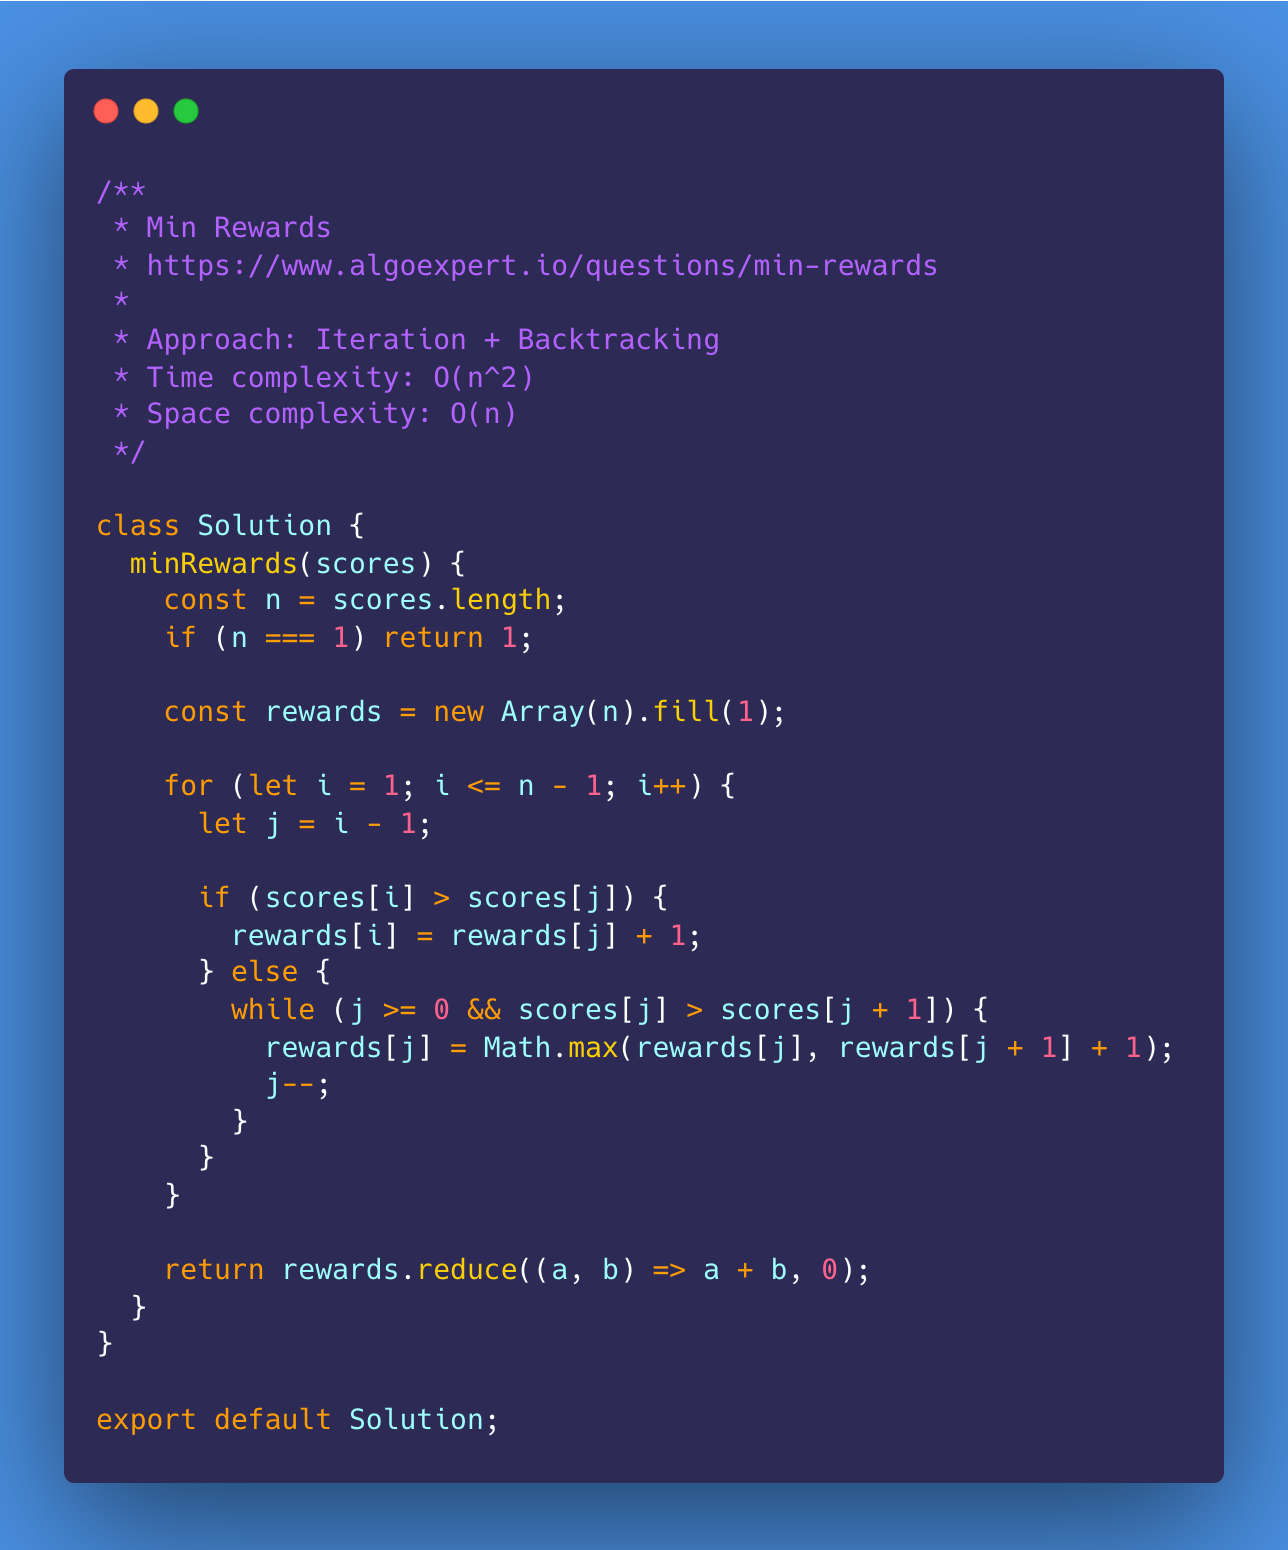 /**
 * Min Rewards
 * https://www.algoexpert.io/questions/min-rewards
 *
 * Approach: Iteration + Backtracking
 * Time complexity: O(n^2)
 * Space complexity: O(n)
 */

class Solution {
  minRewards(scores) {
    const n = scores.length;
    if (n === 1) return 1;

    const rewards = new Array(n).fill(1);

    for (let i = 1; i <= n - 1; i++) {
      let j = i - 1;

      if (scores[i] > scores[j]) {
        rewards[i] = rewards[j] + 1;
      } else {
        while (j >= 0 && scores[j] > scores[j + 1]) {
          rewards[j] = Math.max(rewards[j], rewards[j + 1] + 1);
          j--;
        }
      }
    }

    return rewards.reduce((a, b) => a + b, 0);
  }
}

export default Solution;